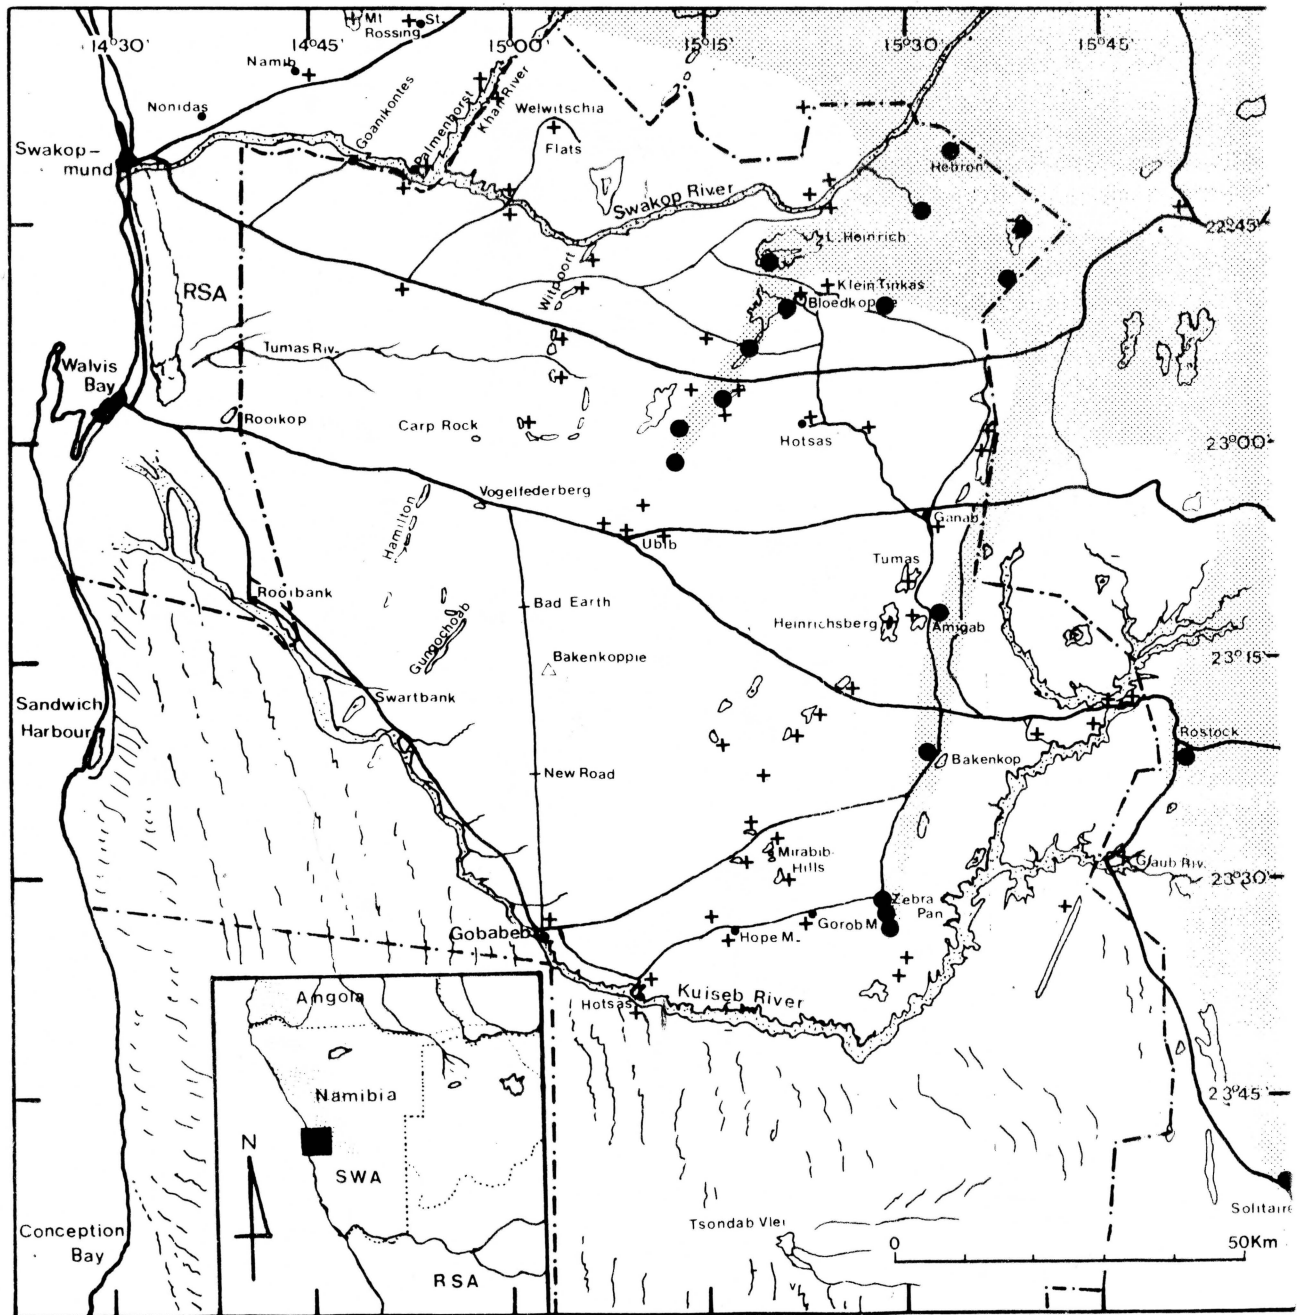 Mt
Rossing
St.
14°30'
14°45'
15°00'
15°15'
15°30'
15°45'
Namib
Nonidas
Goanikontes
Palmenhorst
Khan River
Welwitschia
Flats
Swakop-
mund
Hebron
Swakop River
22°45'
L. Heinrich
RSA
Witpoort
Klein Tinkas
Bloedkoppie
Tumas Riv.
Walvis
Bay
Rooikop
Carp Rock
Hotsas
23°00'
Vogelfederberg
Hamilton
Ganab
Ubib
Tumas
Rooibank
Bad Earth
Heinrichsberg
Amigab
Gungochoab
Bakenkoppie
23°15'
Swartbank
Sandwich
Harbour
Rostock
Bakenkop
New Road
Mirabib
Hills
Gaub Riv.
23°30'
Zebra
Pan
Gorob M
Hope M.
Gobabeb
Kuiseb River
Hotsas
Angola
Namibia
23°45'
N
SWA
Solitaire
Tsondab Vlei
Conception
Bay
0
50Km
RSA